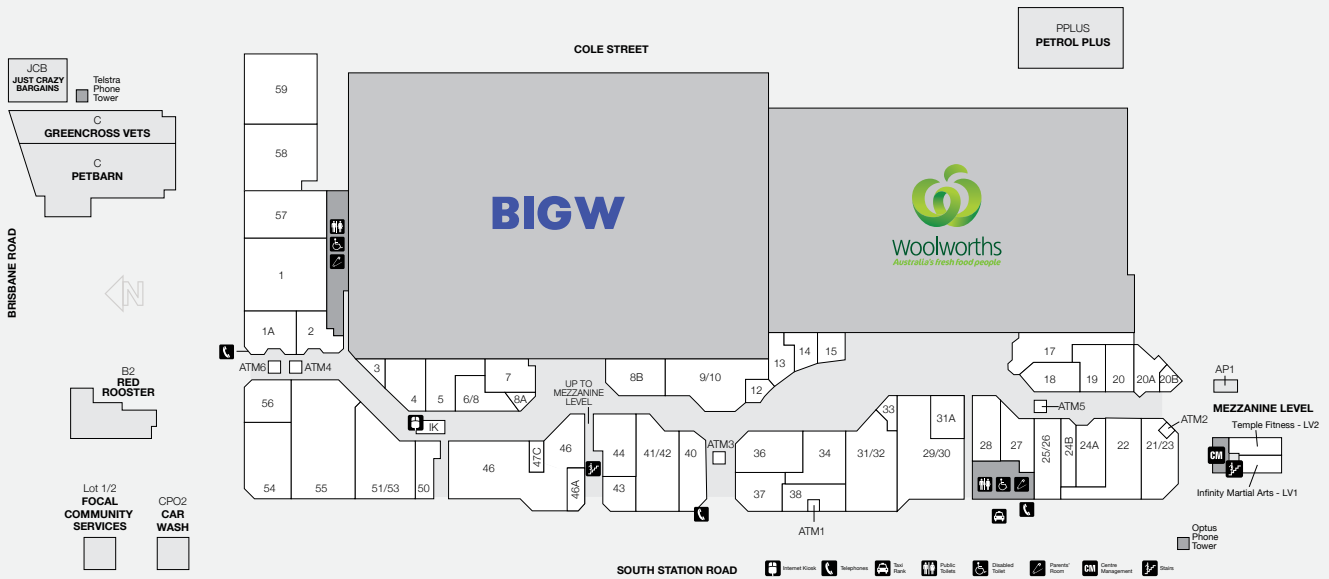 COLE STREET
PPLUS
PETROL PLUS
JCB
JUST CRAZY
BARGAINS
Telstra
Phone
Tower
C
GREENCROSS VETS
C
PETBARN
BRISBANE ROAD
N
59
58
57
1
1A
2
BIGW
Woolworths
Australia's fresh food people
ATM6
ATM4
3
4
5
6/8
7
8A
UP TO
MEZZANINE
LEVEL
8B
9/10
12
13
14
15
17
18
19
20
20A
20B
AP1
B2
RED
ROOSTER
56
54
55
51/53
50
IK
46
47C
46
46A
44
43
41/42
40
ATM3
36
37
38
34
ATM1
31/32
33
31A
29/30
28
27
ATM5
25/26
24B
24A
22
21/23
ATM2
MEZZANINE LEVEL
Temple Fitness - LV2
CM
Infinity Martial Arts - LV1
Lot 1/2
FOCAL
COMMUNITY
SERVICES
CPO2
CAR
WASH
Optus
Phone
Tower
SOUTH STATION ROAD
Internet Kiosk
Telephones
Taxi
Rank
Public
Toilets
Disabled
Toilet
Parents'
Room
CM
Centre
Management
Stairs